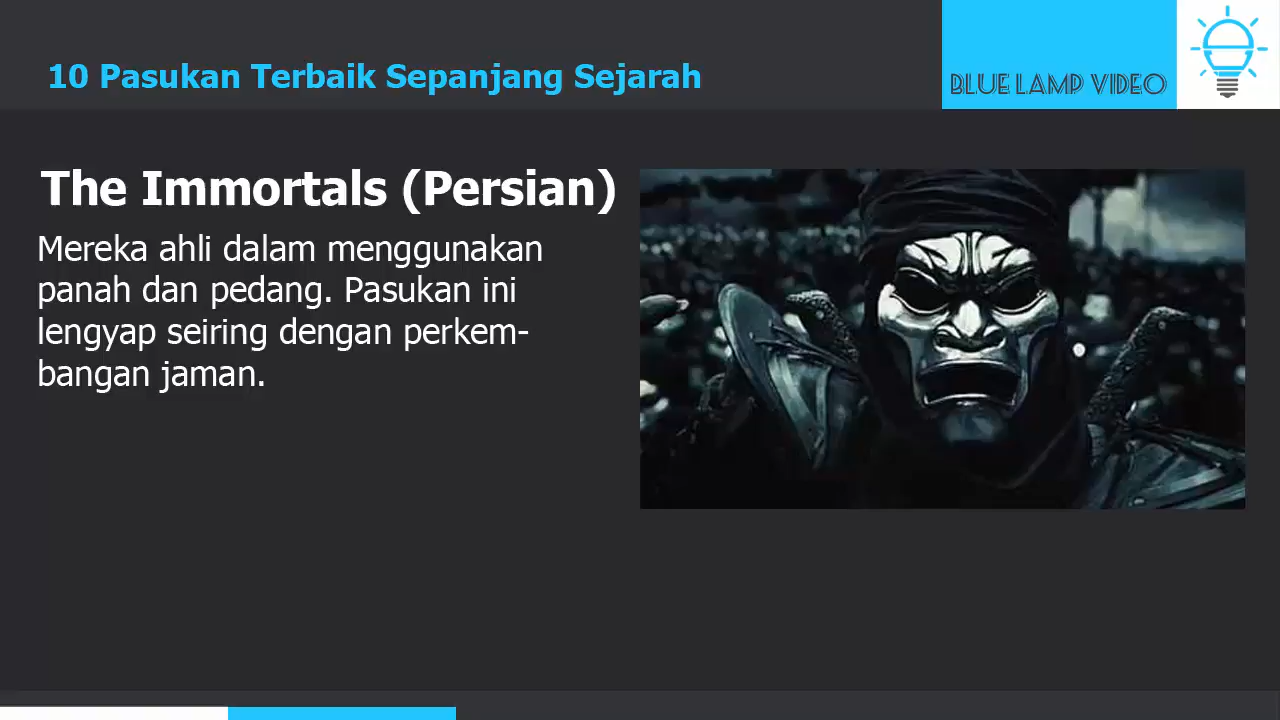 10 Pasukan Terbaik Sepanjang Sejarah
BLUE LAMP VIDEO
The Immortals (Persian)
Mereka ahli dalam menggunakan
panah dan pedang. Pasukan ini
lengyap seiring dengan perkem-
bangan jaman.